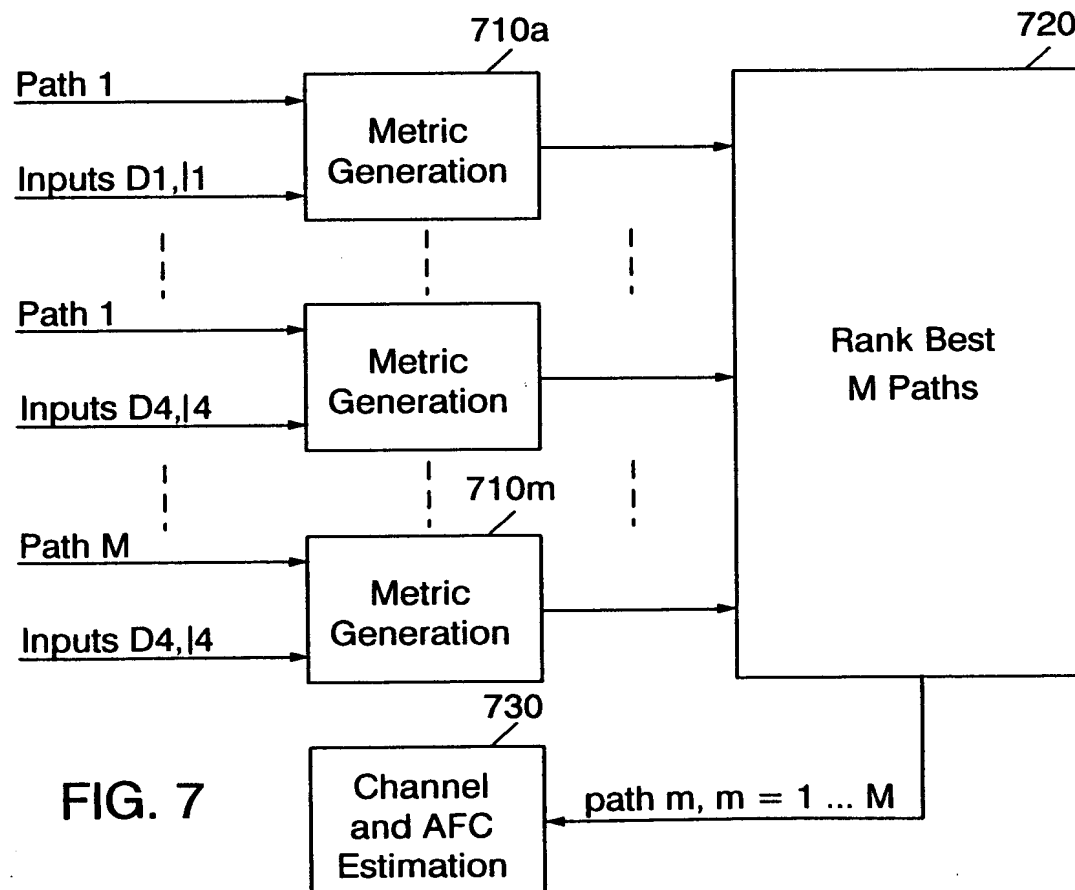 710a
720
Path 1
Metric
Generation
Inputs D1,I1
Path 1
Metric
Generation
Inputs D4,I4
Rank Best
M Paths
710m
Path M
Metric
Generation
Inputs D4,I4
730
Channel
and AFC
Estimation
path m, m = 1 ... M
FIG. 7